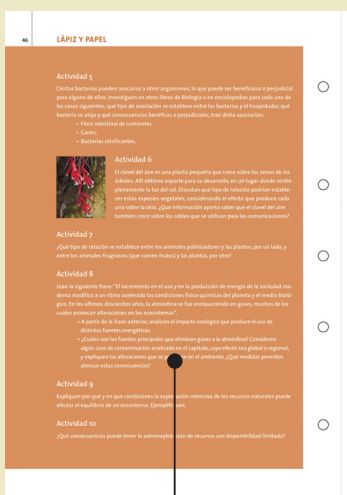 46
LÁPIZ Y PAPEL
Actividad 5
Ciertas bacterias pueden asociarse a otros organismos, lo que puede ser beneficioso o perjudicial
para alguno de ellos. Investiguen en otro libro de Biología o en enciclopedias para cada uno de
los casos siguientes, qué tipo de asociación se establece entre las bacterias y el hospedador, qué
bacteria se aloja y qué consecuencias benéficas o perjudiciales, trae dicha asociación:
• Flora intestinal de rumiantes.
• Caries.
• Bacterias nitrificantes.
Actividad 6
El clavel del aire es una planta pequeña que crece sobre las ramas de los
árboles. Allí obtiene soporte para su desarrollo, en un lugar donde recibe
plenamente la luz del sol. Discutan qué tipo de relación podrían estable-
cer estas especies vegetales, considerando el efecto que produce cada
una sobre la otra. ¿Qué información aporta saber que el clavel del aire
también crece sobre los cables que se utilizan para las comunicaciones?
Actividad 7
¿Qué tipo de relación se establece entre los animales polinizadores y las plantas, por un lado, y
entre los animales frugívoros (que comen frutos) y las plantas, por otro?
Actividad 8
Lean la siguiente frase: "El incremento en el uso y en la producción de energía de la sociedad mo-
derna modifica a un ritmo acelerado las condiciones físico-químicas del planeta y el medio bioló-
gico. En los últimos doscientos años, la atmósfera se fue enriqueciendo en gases, muchos de los
cuales provocan alteraciones en los ecosistemas".
• A partir de la frase anterior, analicen el impacto ecológico que produce el uso de
distintas fuentes energéticas.
• ¿Cuáles son las fuentes principales que eliminan gases a la atmósfera? Consideren
algún caso de contaminación analizado en el capítulo, cuyo efecto sea global o regional,
y expliquen las alteraciones que se en el ambiente. ¿Qué medidas permiten
atenuar estas consecuencias?
Actividad 9
Expliquen por qué y en qué condiciones la intensiva de los recursos naturales puede
afectar el equilibrio de un ecosistema.
Actividad 10
¿Qué consecuencias puede tener la de recursos con disponibilidad limitada?